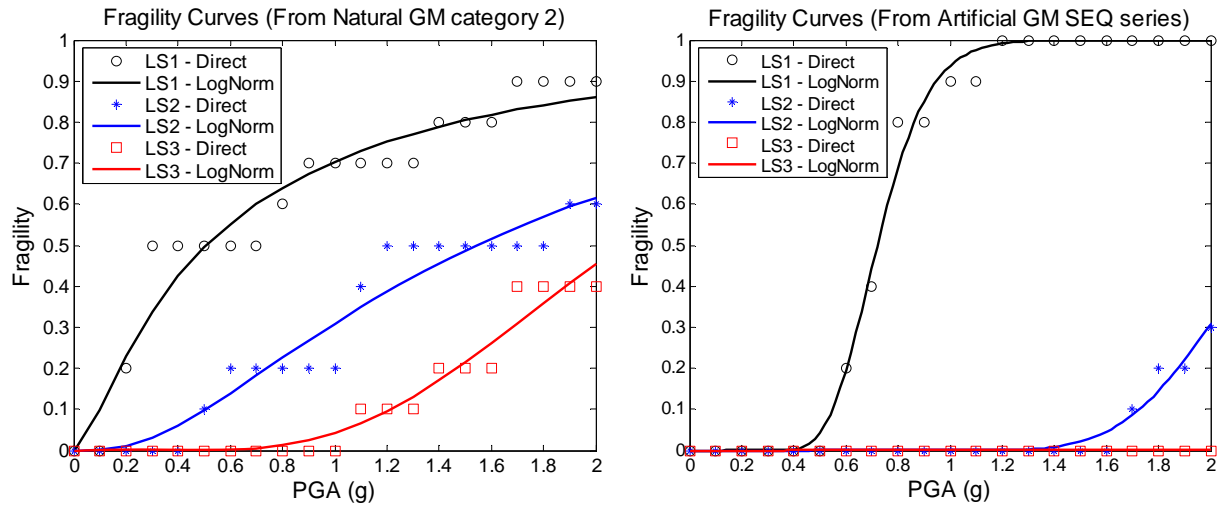 Fragility Curves (From Natural GM category 2)
1
0.9
0.8
0.7
0.6
0.5
0.4
0.3
0.2
0.1
0
Fragility
LS1 - Direct
LS1 - LogNorm
LS2 - Direct
LS2 - LogNorm
LS3 - Direct
LS3 - LogNorm
0 0.2 0.4 0.6 0.8 1 1.2 1.4 1.6 1.8 2
PGA (g)
Fragility Curves (From Artificial GM SEQ series)
1
0.9
0.8
0.7
0.6
0.5
0.4
0.3
0.2
0.1
0
Fragility
LS1 - Direct
LS1 - LogNorm
LS2 - Direct
LS2 - LogNorm
LS3 - Direct
LS3 - LogNorm
0 0.2 0.4 0.6 0.8 1 1.2 1.4 1.6 1.8 2
PGA (g)